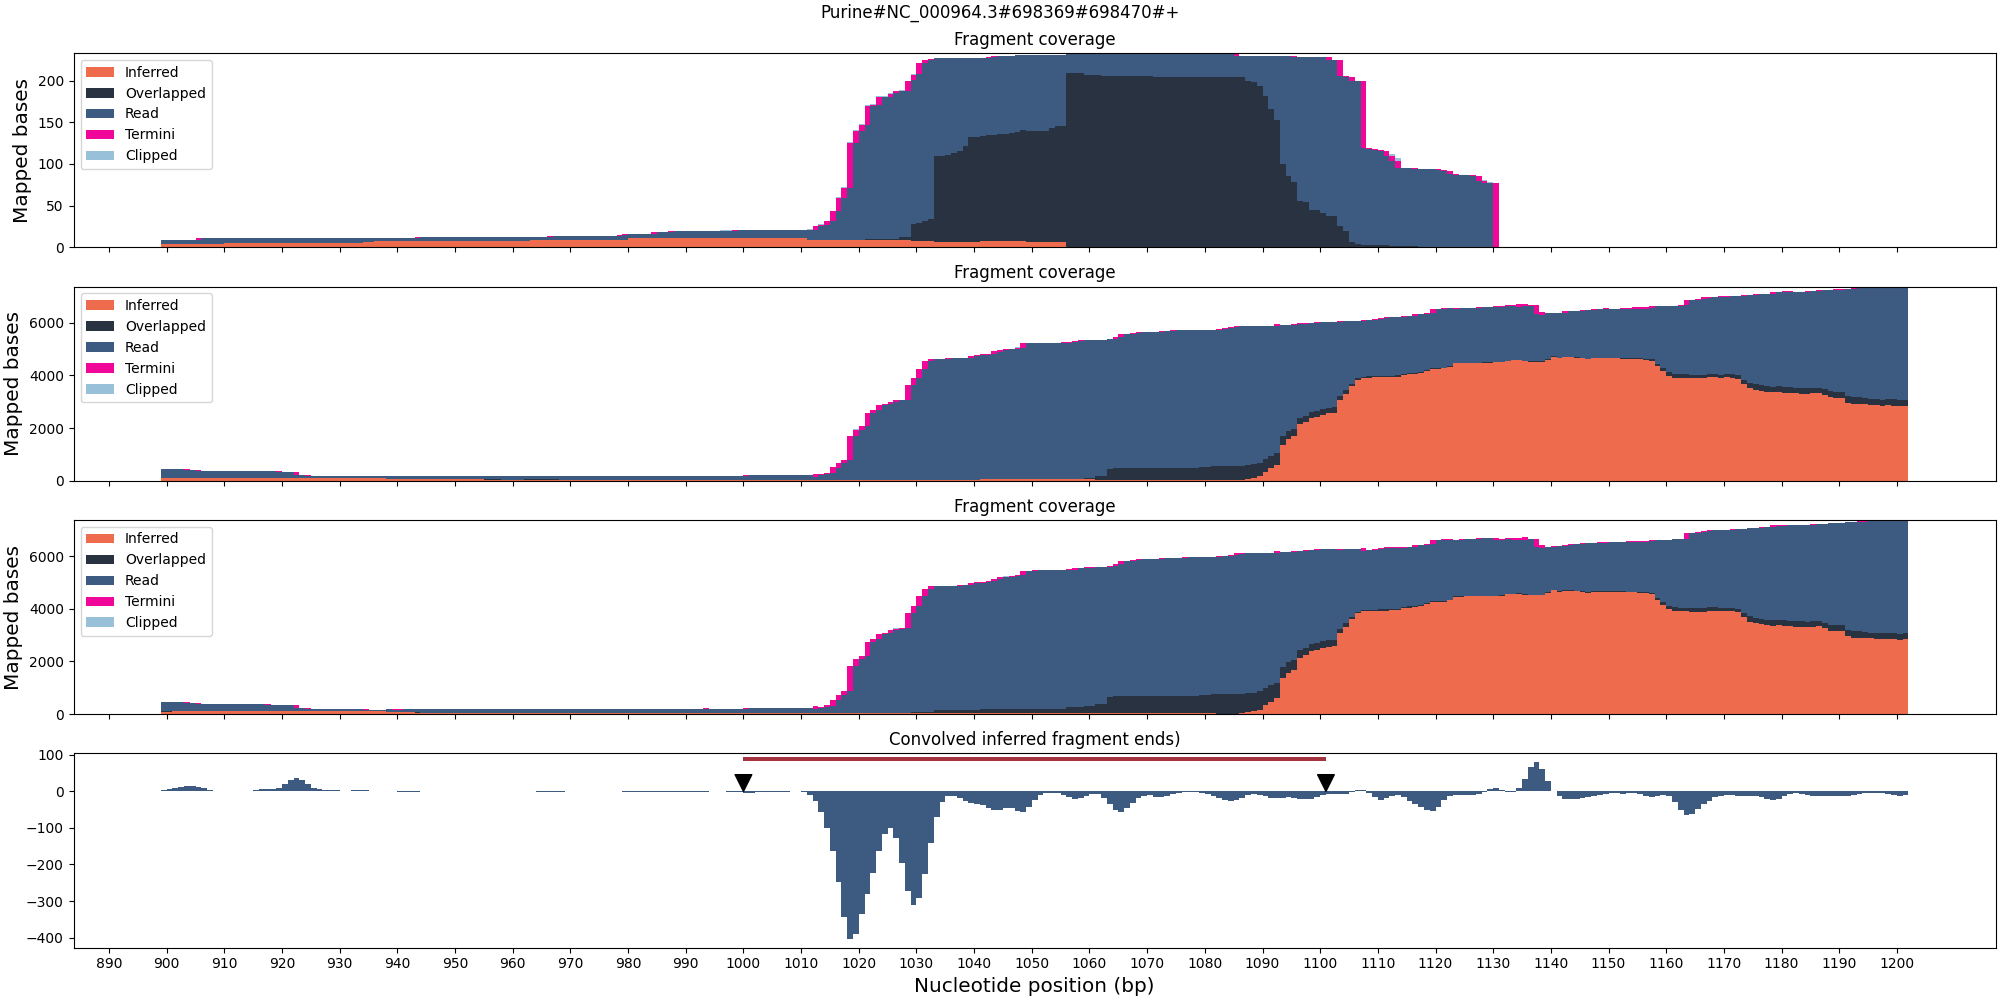 Purine#NC_000964.3#698369#698470#+
Fragment coverage
Mapped bases
200
150
100
50
0
Inferred
Overlapped
Read
Termini
Clipped
Fragment coverage
Mapped bases
6000
4000
2000
0
Inferred
Overlapped
Read
Termini
Clipped
Fragment coverage
Mapped bases
6000
4000
2000
0
Inferred
Overlapped
Read
Termini
Clipped
Convolved inferred fragment ends)
100
0
−100
−200
−300
−400
890 900 910 920 930 940 950 960 970 980 990 1000 1010 1020 1030 1040 1050 1060 1070 1080 1090 1100 1110 1120 1130 1140 1150 1160 1170 1180 1190 1200
Nucleotide position (bp)